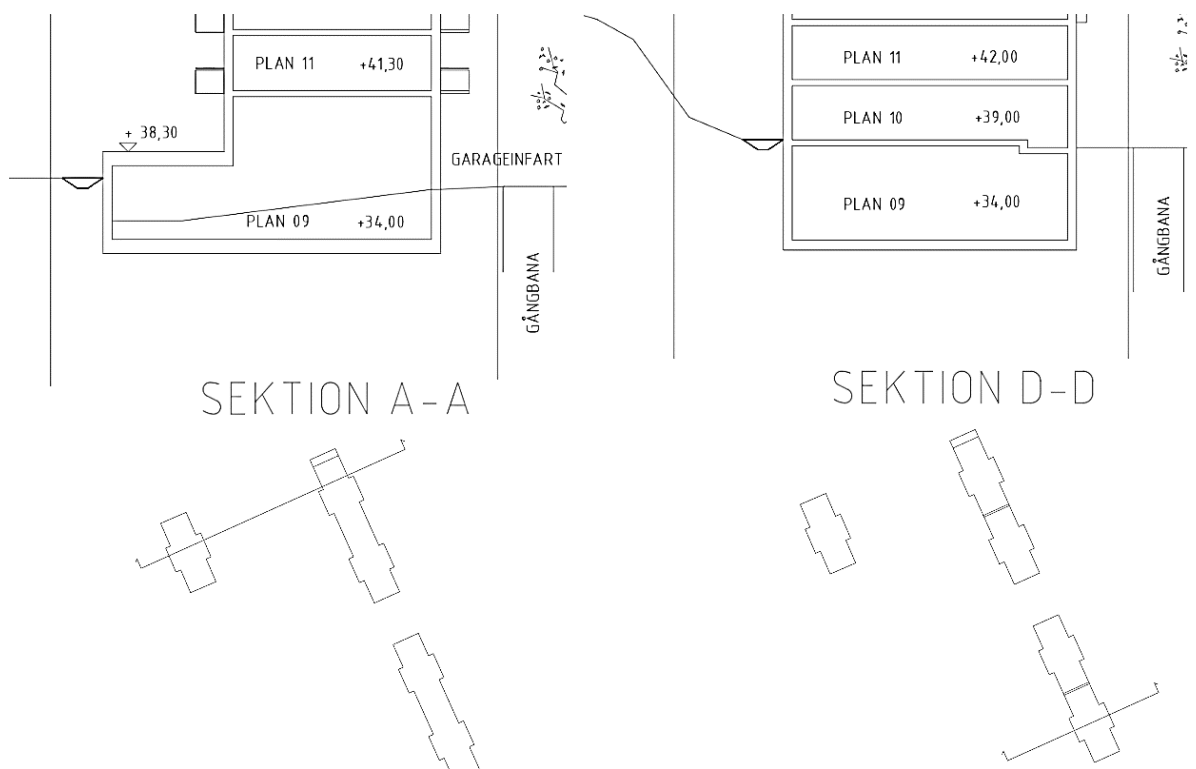 PLAN 11 +41,30
+ 38,30
GARAGEINFART
PLAN 09 +34,00
GÅNGBANA
SEKTION A-A
PLAN 11 +42,00
PLAN 10 +39,00
PLAN 09 +34,00
GÅNGBANA
SEKTION D-D